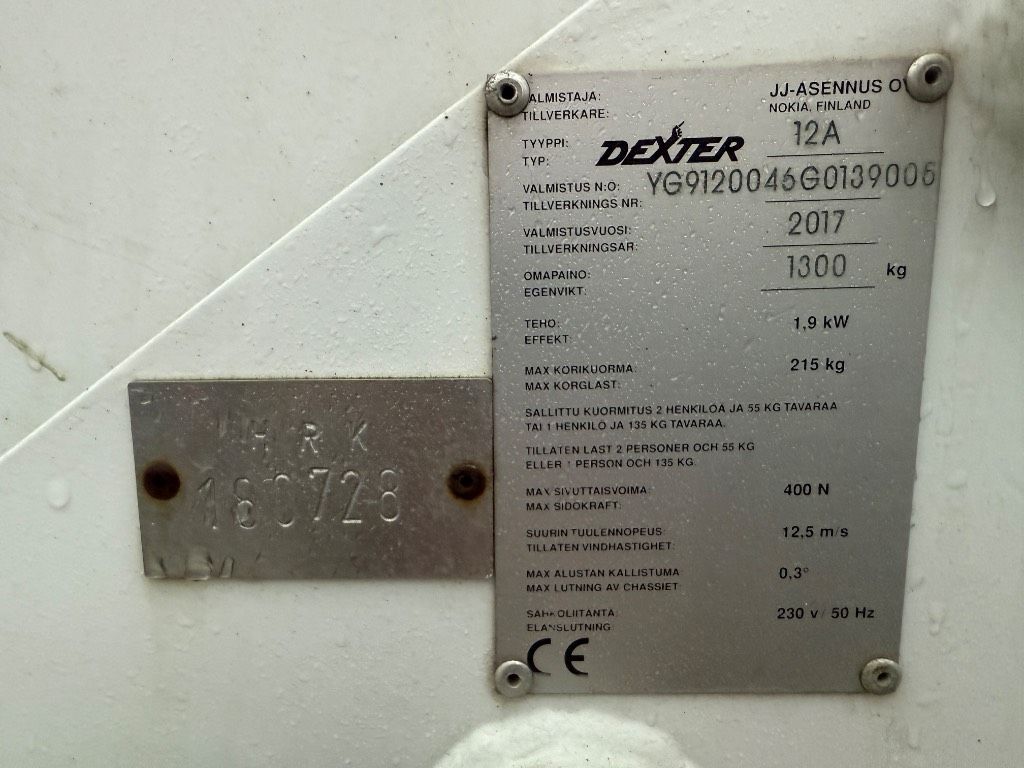 VALMISTAJA: JJ-ASENNUS OY
TILLVERKARE: NOKIA, FINLAND
TYYPPI: DEXTER 12A
TYP:
VALMISTUS N:O: YG9120046G0139006
TILLVERKNINGS NR:
VALMISTUSVUOSI: 2017
TILLVERKNINGSAR:
OMAPAINO: 1300 kg
EGENVIKT:
TEHO: 1,9 kW
EFFEKT:
MAX KORIKUORMA: 215 kg
MAX KORGLAST:
SALLITTU KUORMITUS 2 HENKILÖÄ JA 55 KG TAVARAA
TAI 1 HENKILÖ JA 135 KG TAVARAA.
TILLATEN LAST 2 PERSONER OCH 55 KG
ELLER 1 PERSON OCH 135 KG.
MAX SIVUTTAISVOIMA: 400 N
MAX SIDOKRAFT:
SUURIN TUULENNOPEUS: 12,5 m/s
TILLATEN VINDHASTIGHET:
MAX ALUSTAN KALLISTUMA: 0,3°
MAX LUTNING AV CHASSIET:
SÄHKÖLIITÄNTÄ: 230 v/ 50 Hz
ELANSLUTNING:
CE
HRK
180728